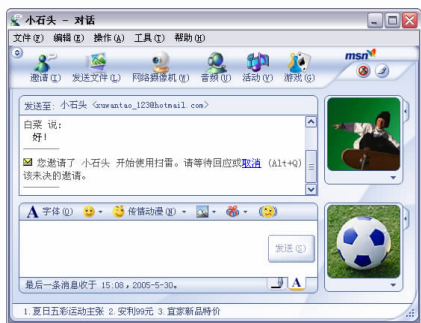 小石头 - 对话
文件(F) 编辑(E) 操作(A) 工具(T) 帮助(H)
邀请(I) 发送文件(L) 网络摄像机(W) 音频(U) 活动(V) 游戏(G)
msn
发送至: 小石头 <xuwantao_123@hotmail.com>
白菜 说:
好!
您邀请了 小石头 开始使用扫雷。请等待回应或取消 (Alt+Q)
该未决的邀请。
A 字体(O) 传情动漫(N)
发送(S)
最后一条消息收于 15:08,2005-5-30。
A
1.夏日五彩运动主张 2.安利99元 3.宜家新品特价